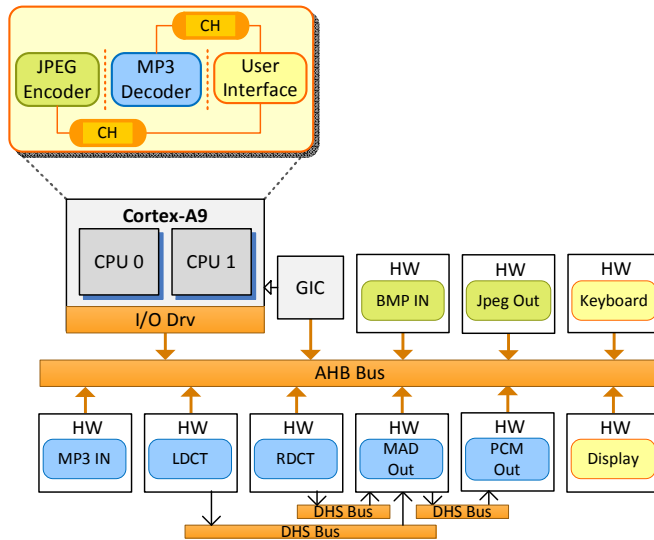 CH
JPEG
Encoder
MP3
Decoder
User
Interface
CH
Cortex-A9
CPU 0
CPU 1
I/O Drv
GIC
HW
BMP IN
HW
Jpeg Out
HW
Keyboard
AHB Bus
HW
MP3 IN
HW
LDCT
HW
RDCT
HW
MAD
Out
HW
PCM
Out
HW
Display
DHS Bus
DHS Bus
DHS Bus